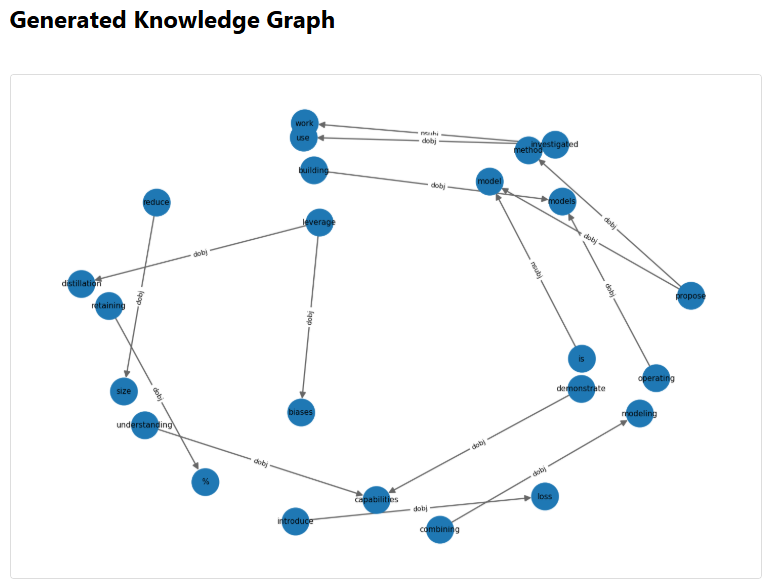 Generated Knowledge Graph
work
nsubj
use
dobj
investigated
method
building
dobj
model
models
reduce
leverage
dobj
dobj
dobj
distillation
nsubj
dobj
propose
retaining
dobj
dobj
is
size
dobj
demonstrate
operating
biases
modeling
understanding
dobj
dobj
dobj
%
capabilities
loss
introduce
dobj
combining